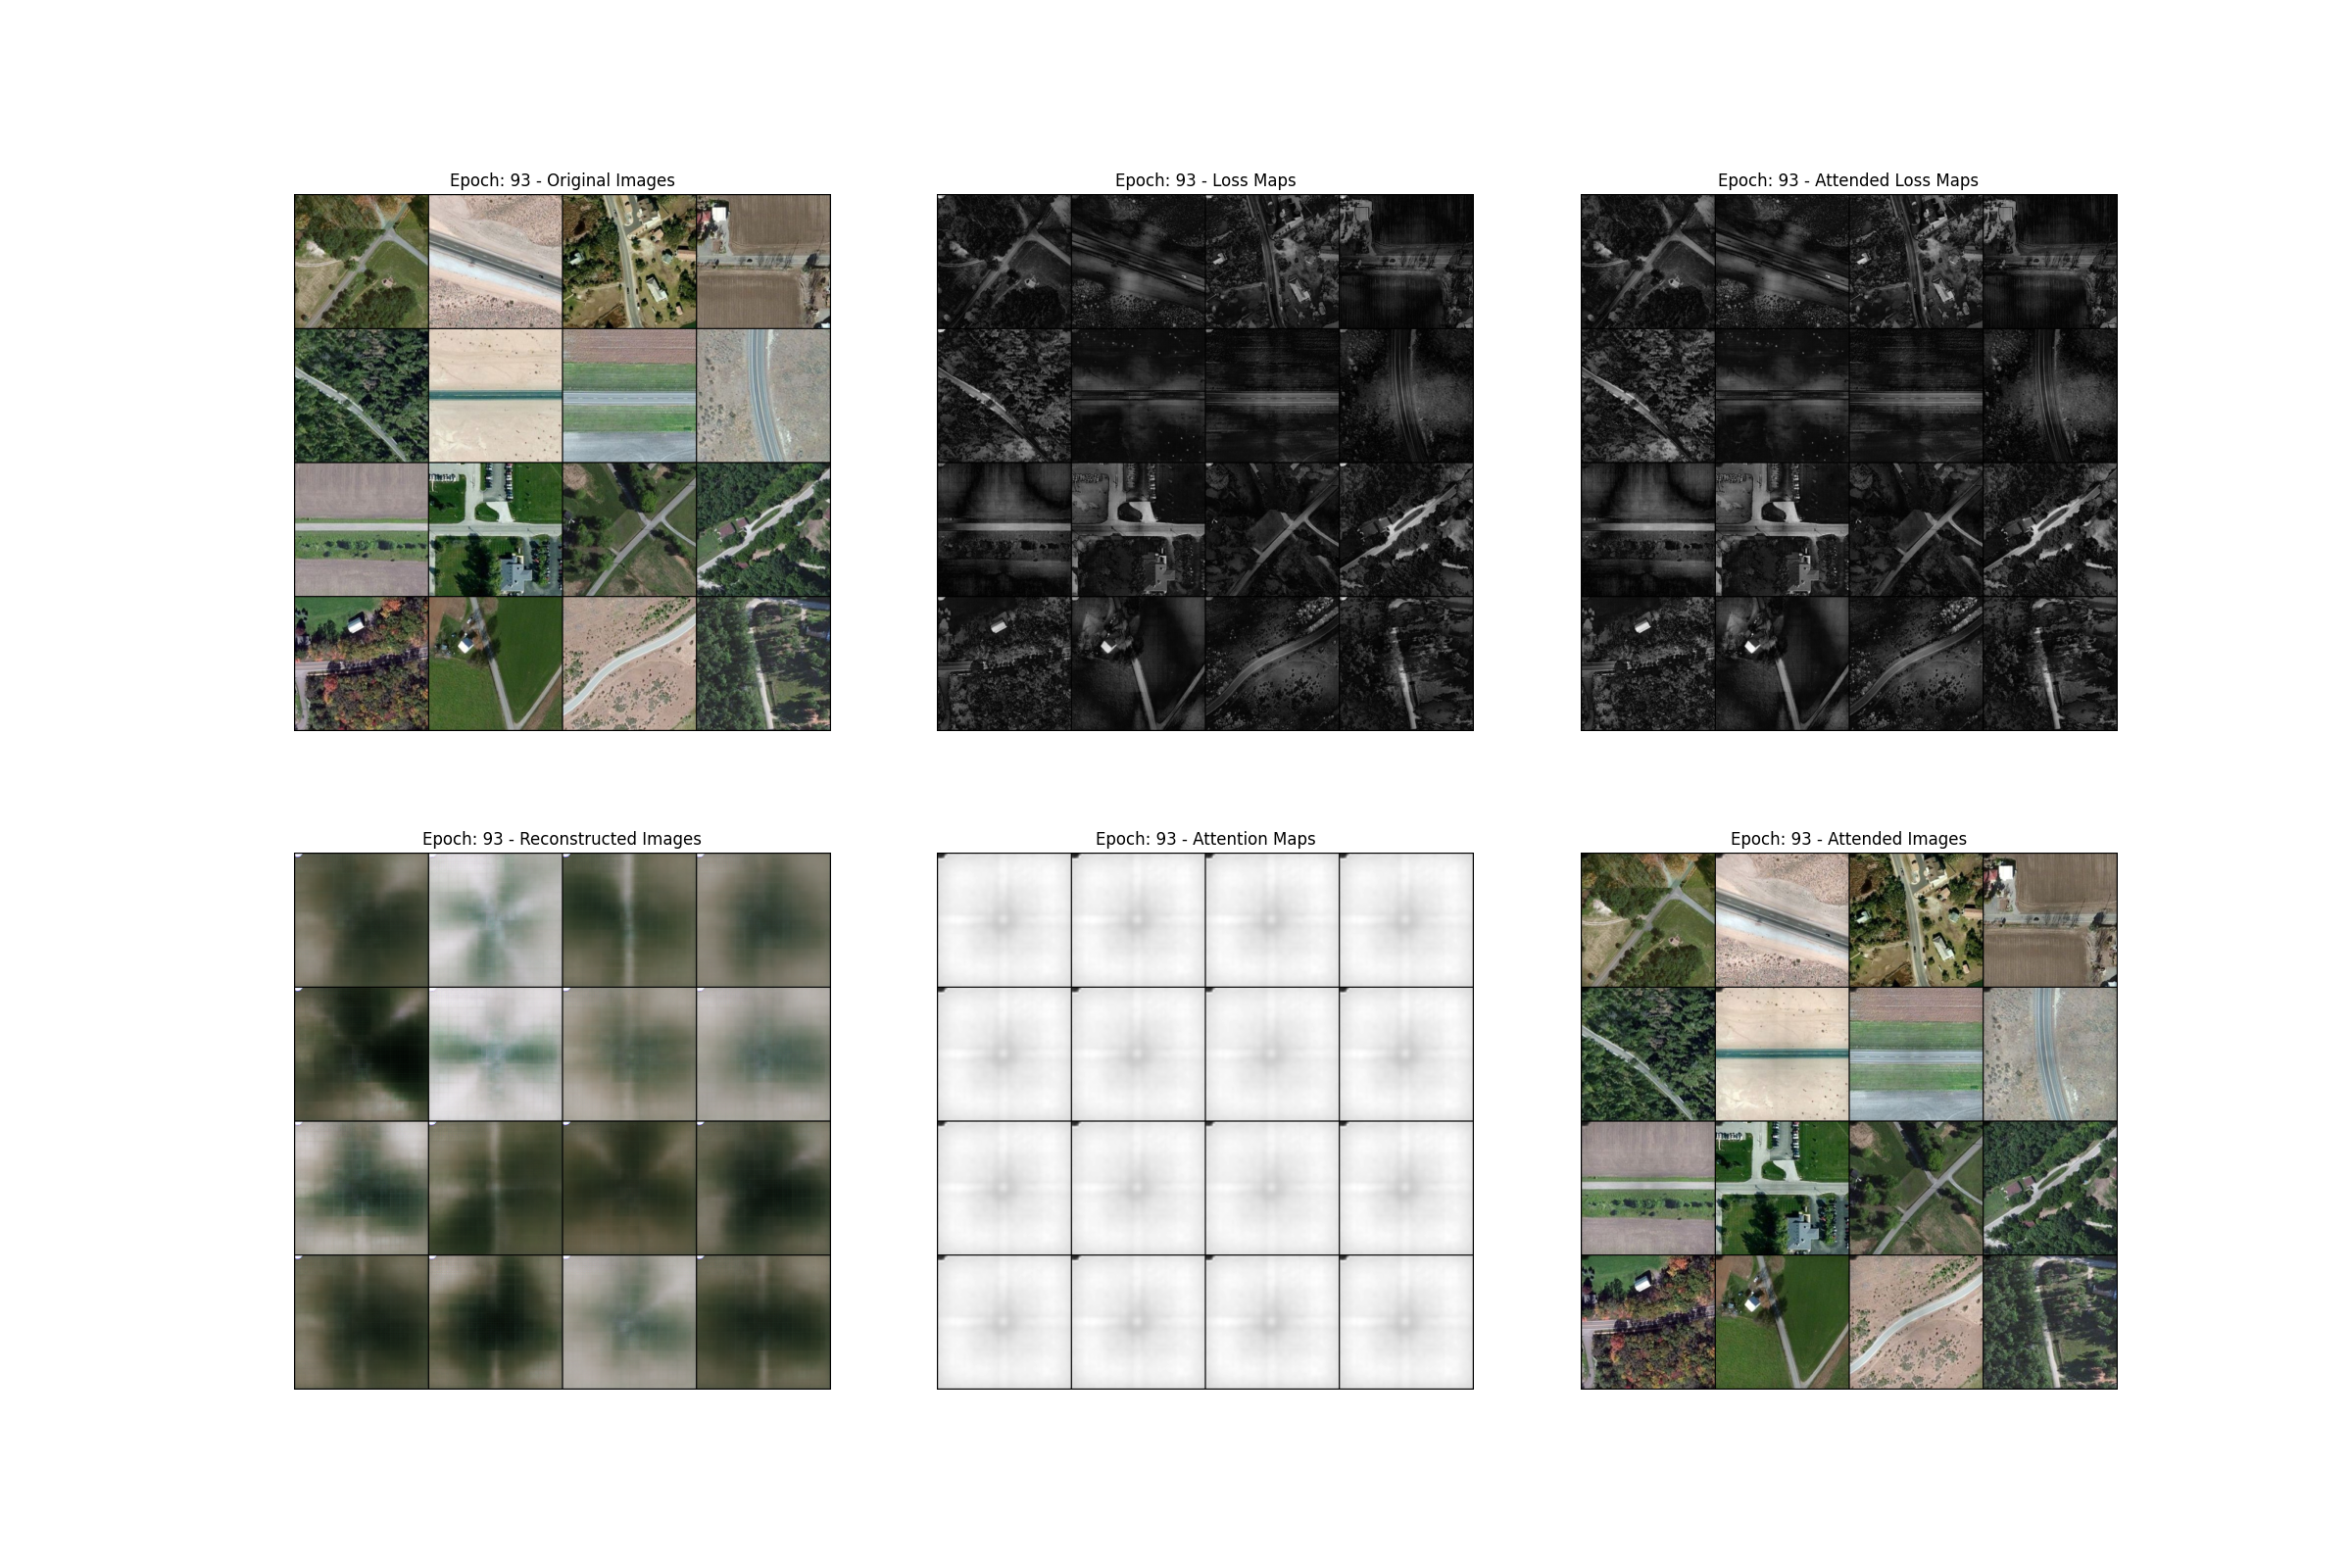 Epoch: 93 - Original Images
Epoch: 93 - Loss Maps
Epoch: 93 - Attended Loss Maps
Epoch: 93 - Reconstructed Images
Epoch: 93 - Attention Maps
Epoch: 93 - Attended Images